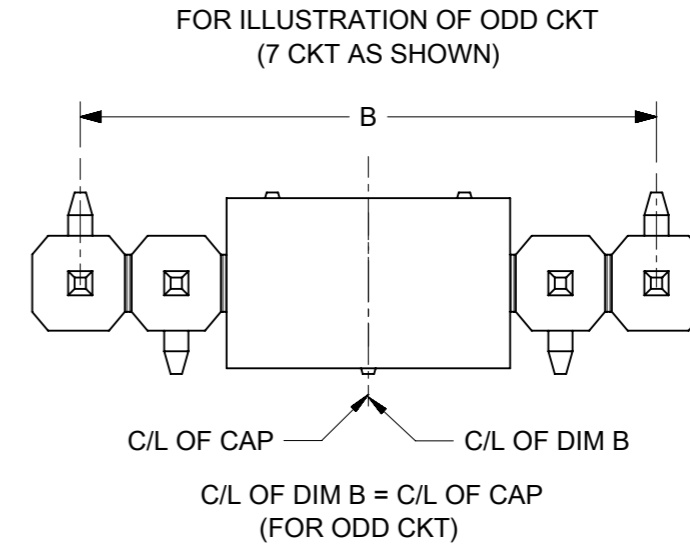 FOR ILLUSTRATION OF ODD CKT
(7 CKT AS SHOWN)
B
C/L OF CAP
C/L OF DIM B
C/L OF DIM B = C/L OF CAP
(FOR ODD CKT)